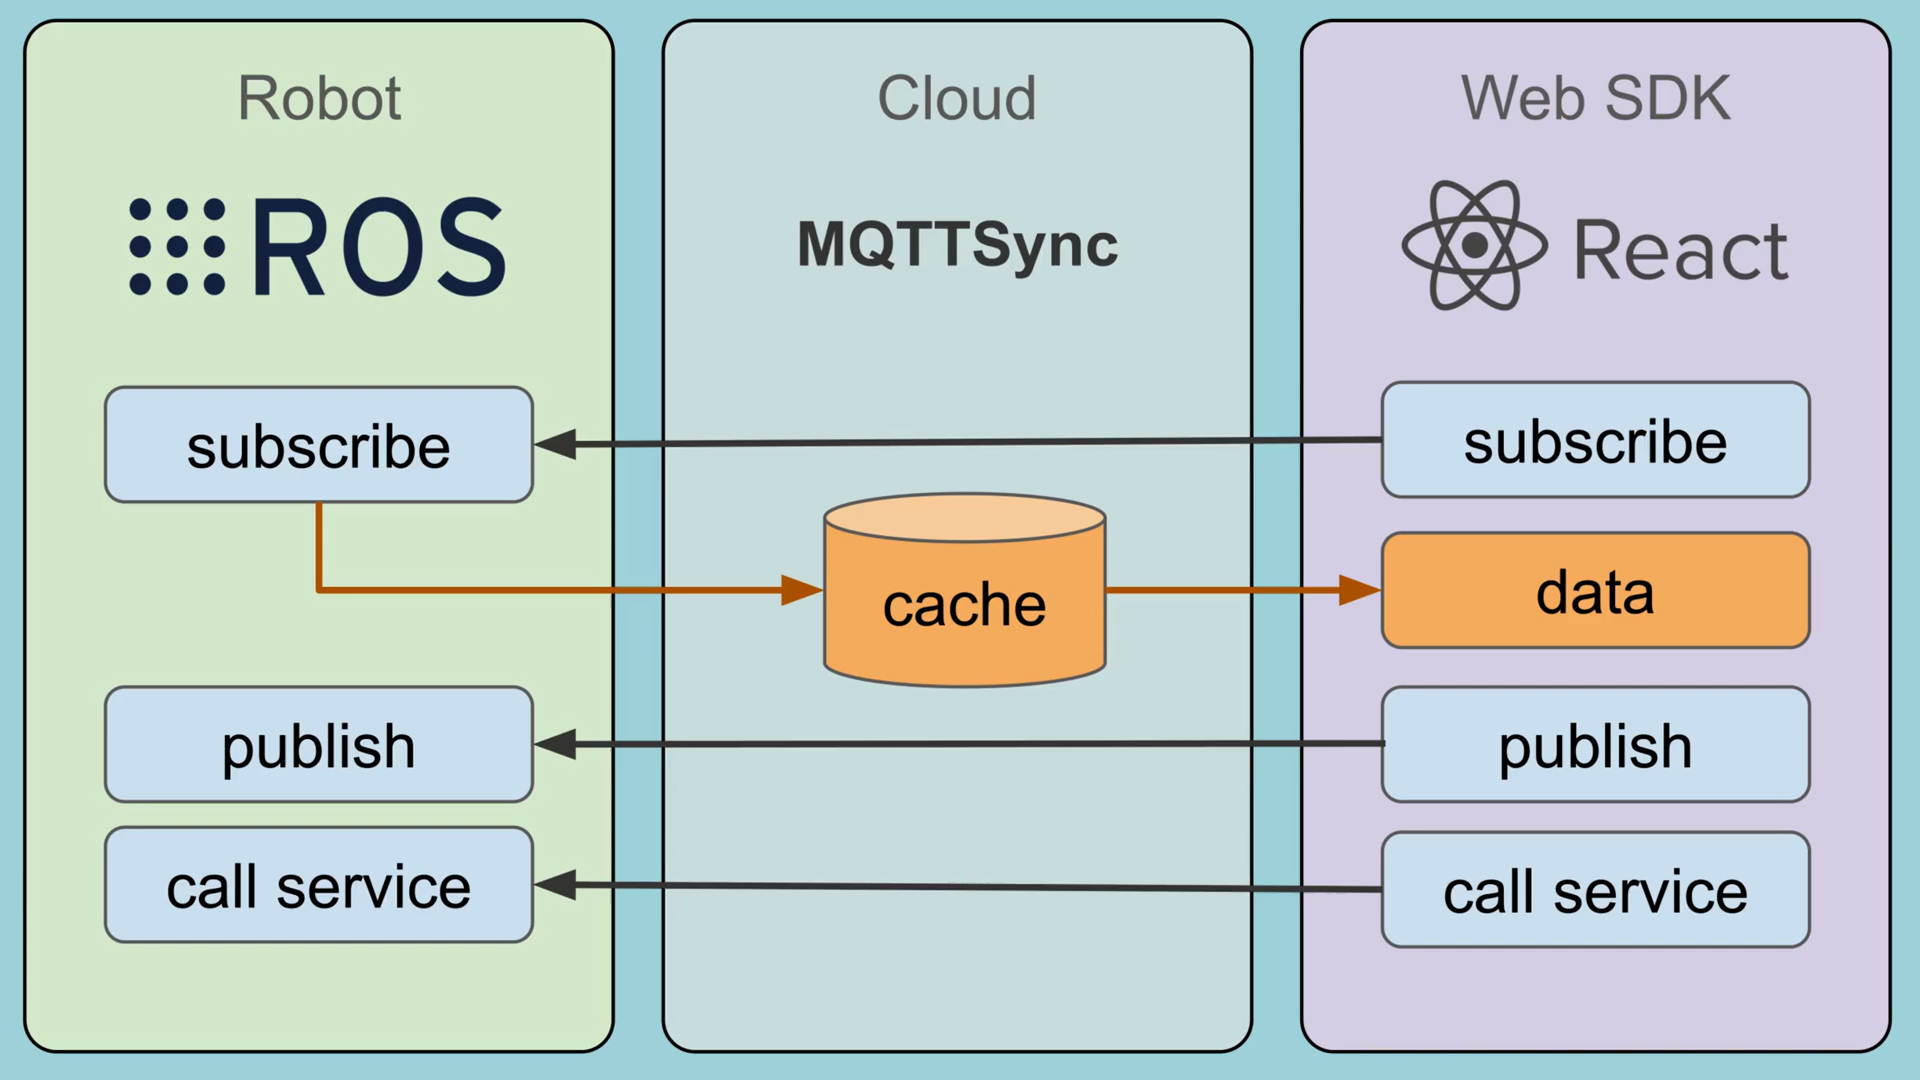 Robot
ROS
subscribe
publish
call service
Cloud
MQTTSync
cache
Web SDK
React
subscribe
data
publish
call service